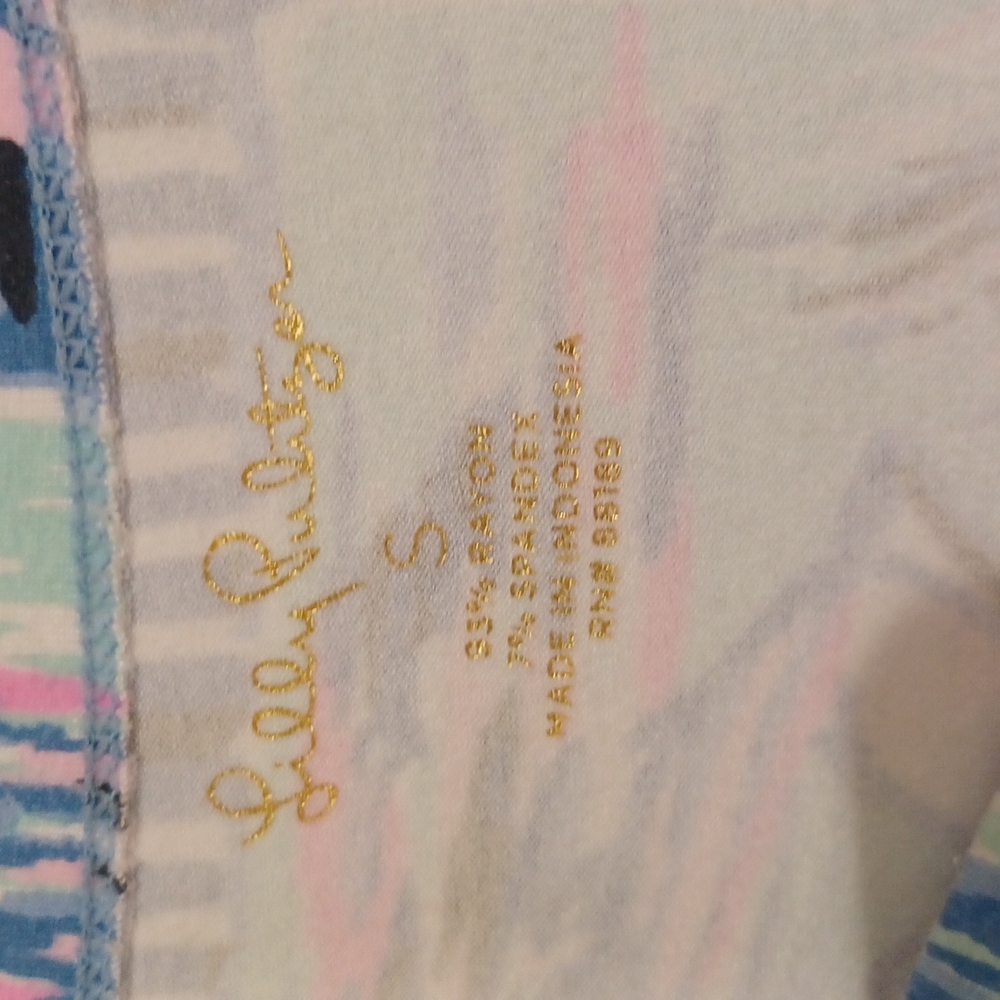 Lilly Pulitzer
S
93% RAYON
7% SPANDEX
MADE IN INDONESIA
RN# 98189